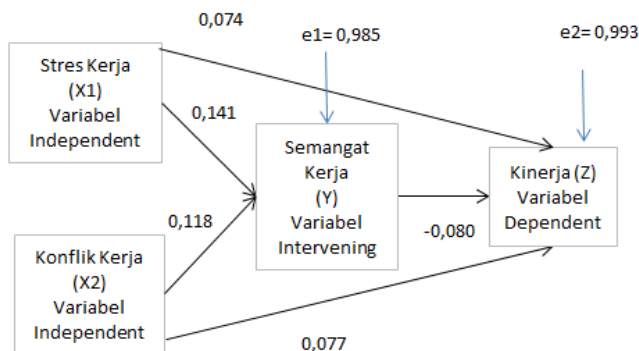 0,074
e1= 0,985
e2= 0,993
Stres Kerja
(X1)
Variabel
Independent
0,141
Semangat
Kerja
(Y)
Variabel
Intervening
Kinerja (Z)
Variabel
Dependent
0,118
-0,080
Konflik Kerja
(X2)
Variabel
Independent
0,077